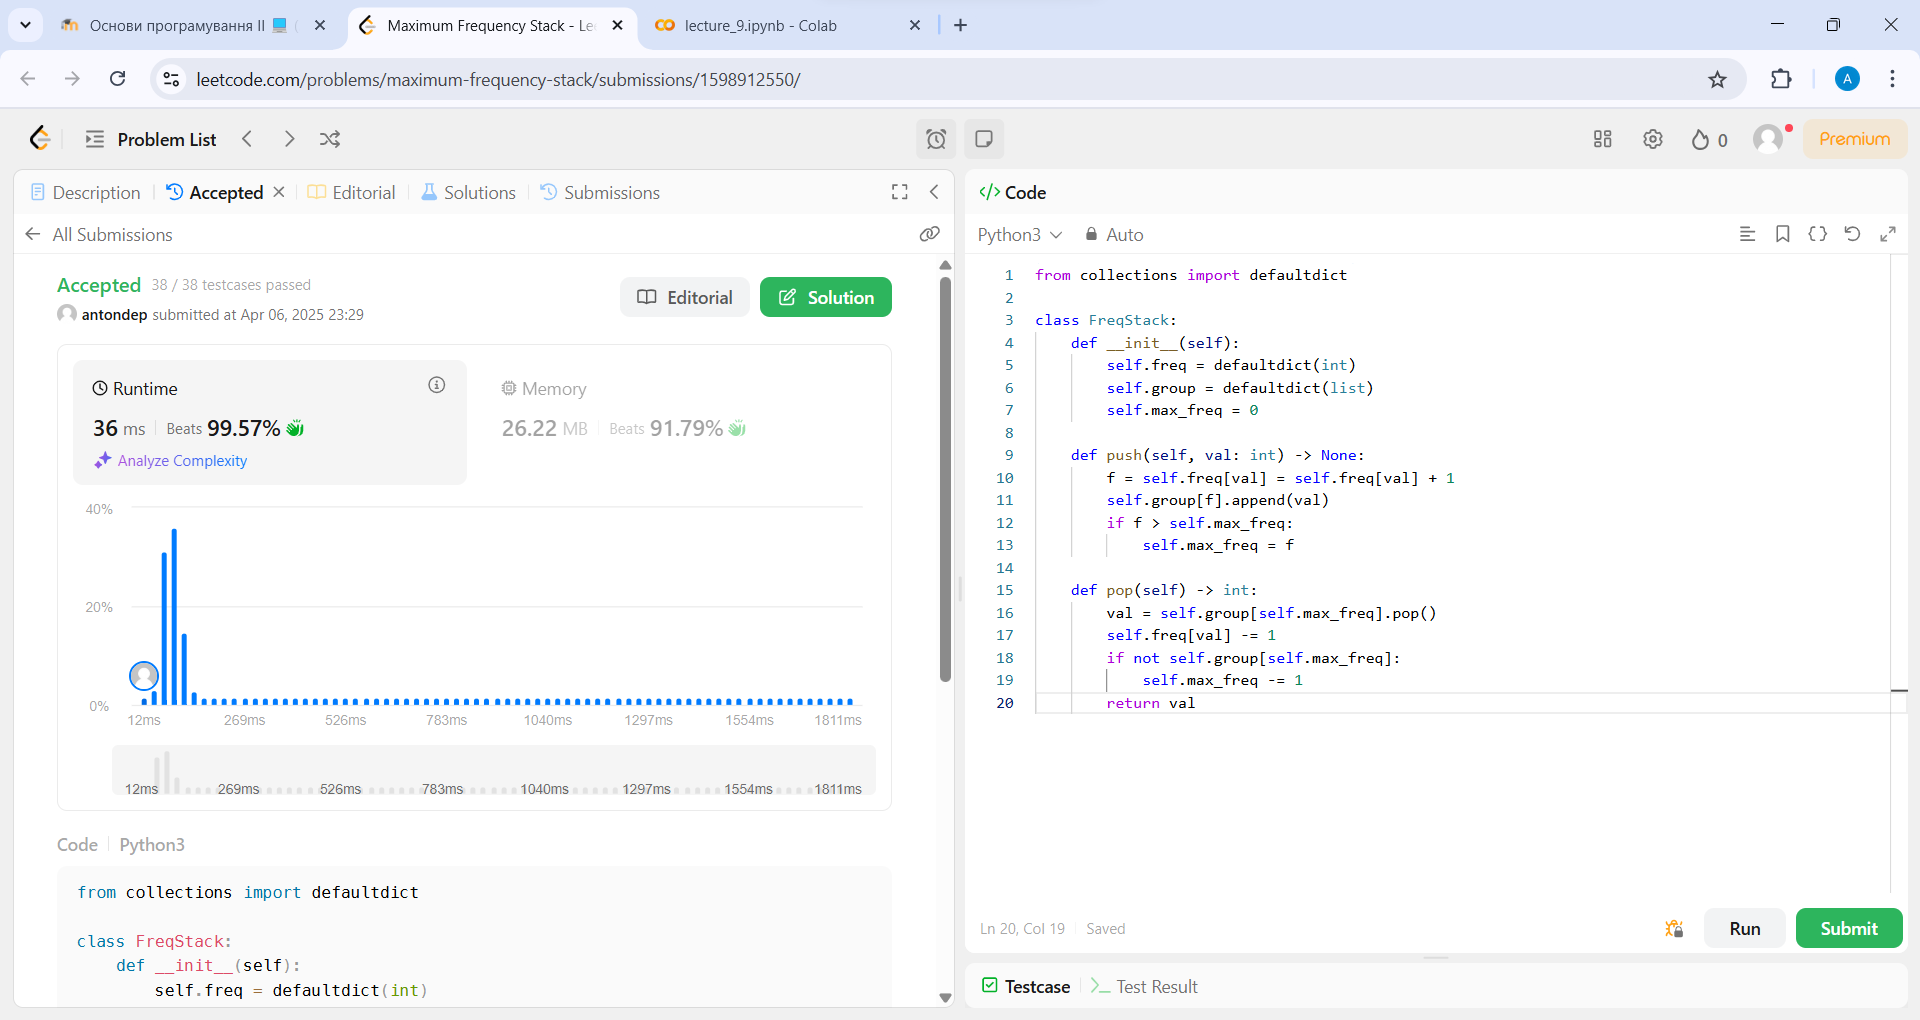 Основи програмування II 💻 (
Maximum Frequency Stack - Le
lecture_9.ipynb - Colab
leetcode.com/problems/maximum-frequency-stack/submissions/1598912550/
A
Problem List
0
Premium
Description
Accepted
Editorial
Solutions
Submissions
All Submissions
Accepted 38 / 38 testcases passed
antondep submitted at Apr 06, 2025 23:29
Editorial
Solution
Runtime
36 ms Beats 99.57%
Analyze Complexity
Memory
26.22 MB Beats 91.79%
40%
20%
0%
12ms 269ms 526ms 783ms 1040ms 1297ms 1554ms 1811ms
12ms 269ms 526ms 783ms 1040ms 1297ms 1554ms 1811ms
Code Python3
from collections import defaultdict
class FreqStack:
    def __init__(self):
        self.freq = defaultdict(int)
</> Code
Python3 Auto
1 from collections import defaultdict
2
3 class FreqStack:
4     def __init__(self):
5         self.freq = defaultdict(int)
6         self.group = defaultdict(list)
7         self.max_freq = 0
8
9     def push(self, val: int) -> None:
10         f = self.freq[val] = self.freq[val] + 1
11         self.group[f].append(val)
12         if f > self.max_freq:
13             self.max_freq = f
14
15     def pop(self) -> int:
16         val = self.group[self.max_freq].pop()
17         self.freq[val] -= 1
18         if not self.group[self.max_freq]:
19             self.max_freq -= 1
20         return val
Ln 20, Col 19 Saved
Run
Submit
Testcase
Test Result